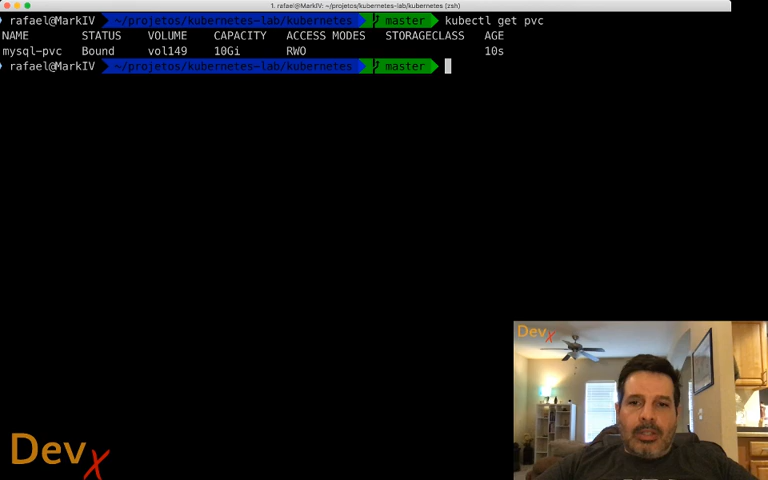 1. rafael@MarkIV: ~/projetos/kubernetes-lab/kubernetes (zsh)
rafael@MarkIV ~/projetos/kubernetes-lab/kubernetes master kubectl get pvc
NAME STATUS VOLUME CAPACITY ACCESS MODES STORAGECLASS AGE
mysql-pvc Bound vol149 10Gi RWO 10s
rafael@MarkIV ~/projetos/kubernetes-lab/kubernetes master
DevX
DevX